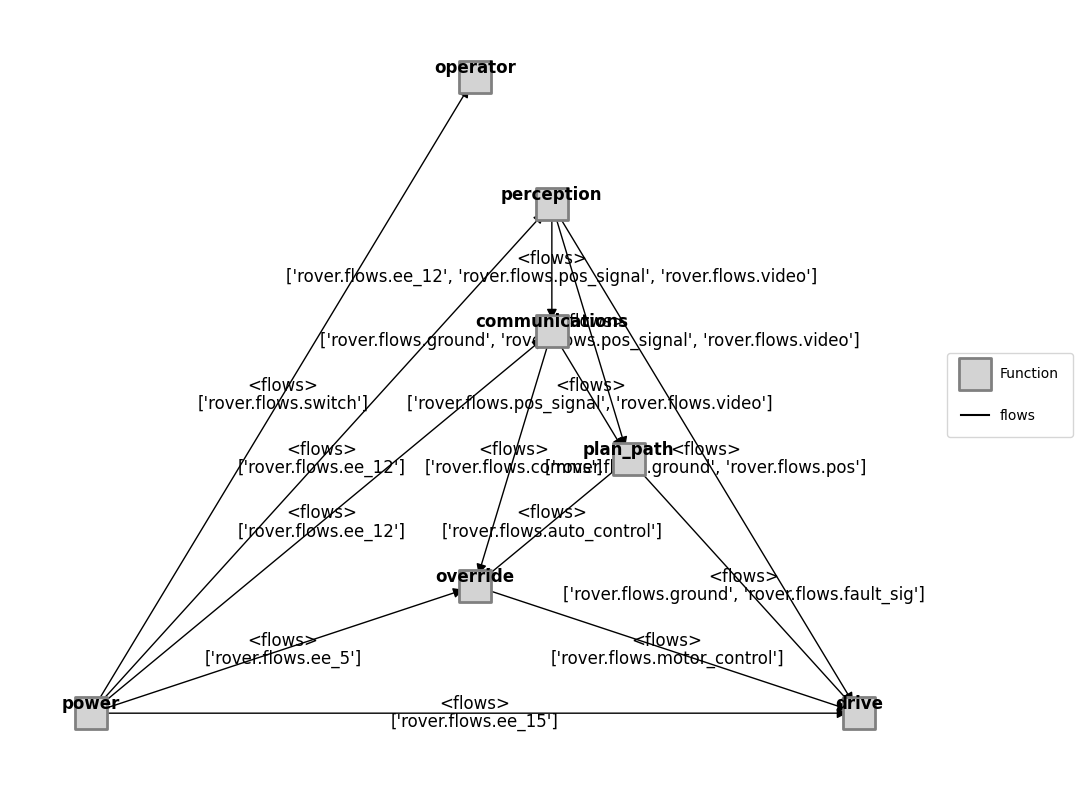 operator
perception
<flows>
['rover.flows.ee_12', 'rover.flows.pos_signal', 'rover.flows.video']
communications
<flows>
['rover.flows.ground', 'rover.flows.pos_signal', 'rover.flows.video']
Function
flows
<flows>
['rover.flows.switch']
<flows>
['rover.flows.pos_signal', 'rover.flows.video']
plan_path
<flows>
['rover.flows.ee_12']
<flows>
['rover.flows.comms']
<flows>
['rover.flows.ground', 'rover.flows.pos']
<flows>
['rover.flows.ee_12']
<flows>
['rover.flows.auto_control']
override
<flows>
['rover.flows.ground', 'rover.flows.fault_sig']
<flows>
['rover.flows.ee_5']
<flows>
['rover.flows.motor_control']
power
<flows>
['rover.flows.ee_15']
drive